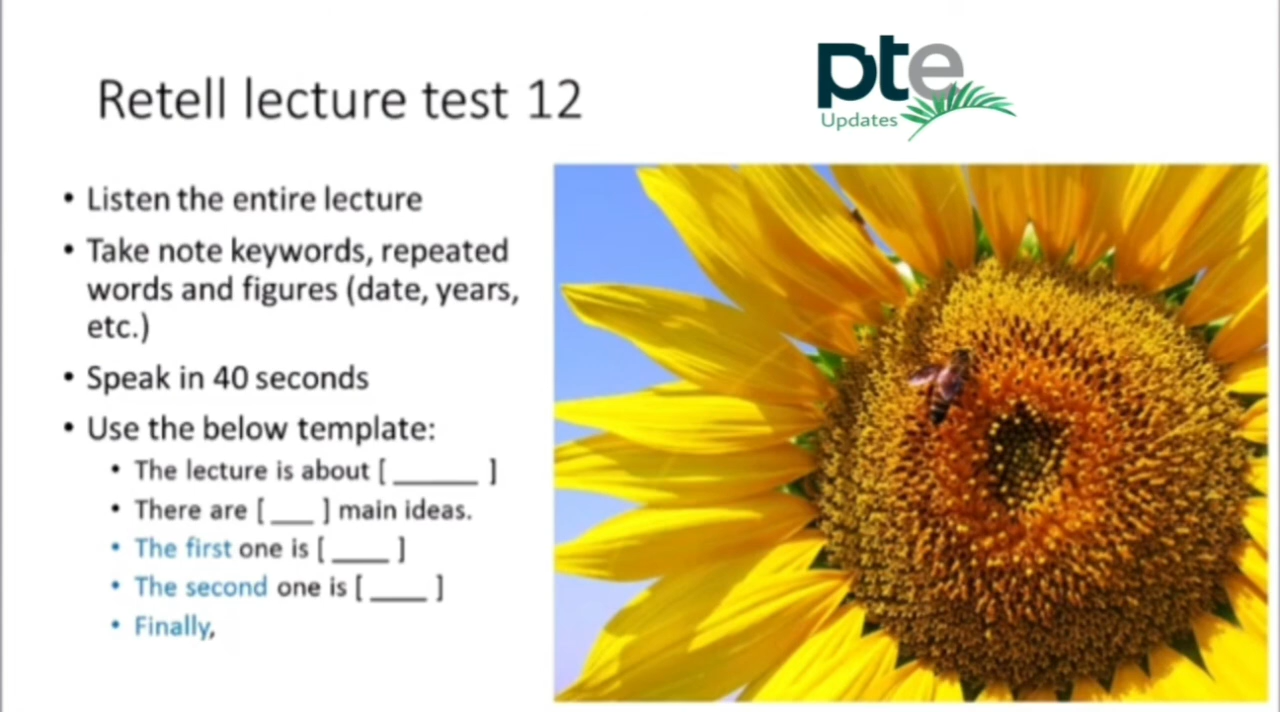 Retell lecture test 12
pte
Updates
• Listen the entire lecture
• Take note keywords, repeated
words and figures (date, years,
etc.)
• Speak in 40 seconds
• Use the below template:
• The lecture is about [ ______ ]
• There are [ ___ ] main ideas.
• The first one is [ ____ ]
• The second one is [ ____ ]
• Finally,